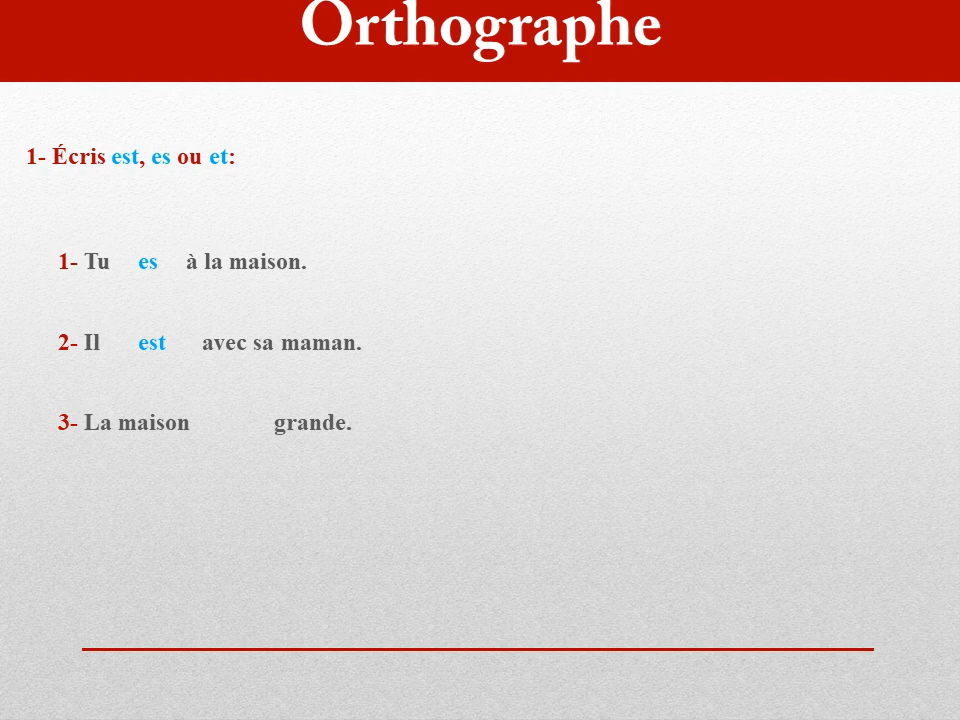 Orthographe
1- Écris est, es ou et:
1- Tu es à la maison.
2- Il est avec sa maman.
3- La maison grande.